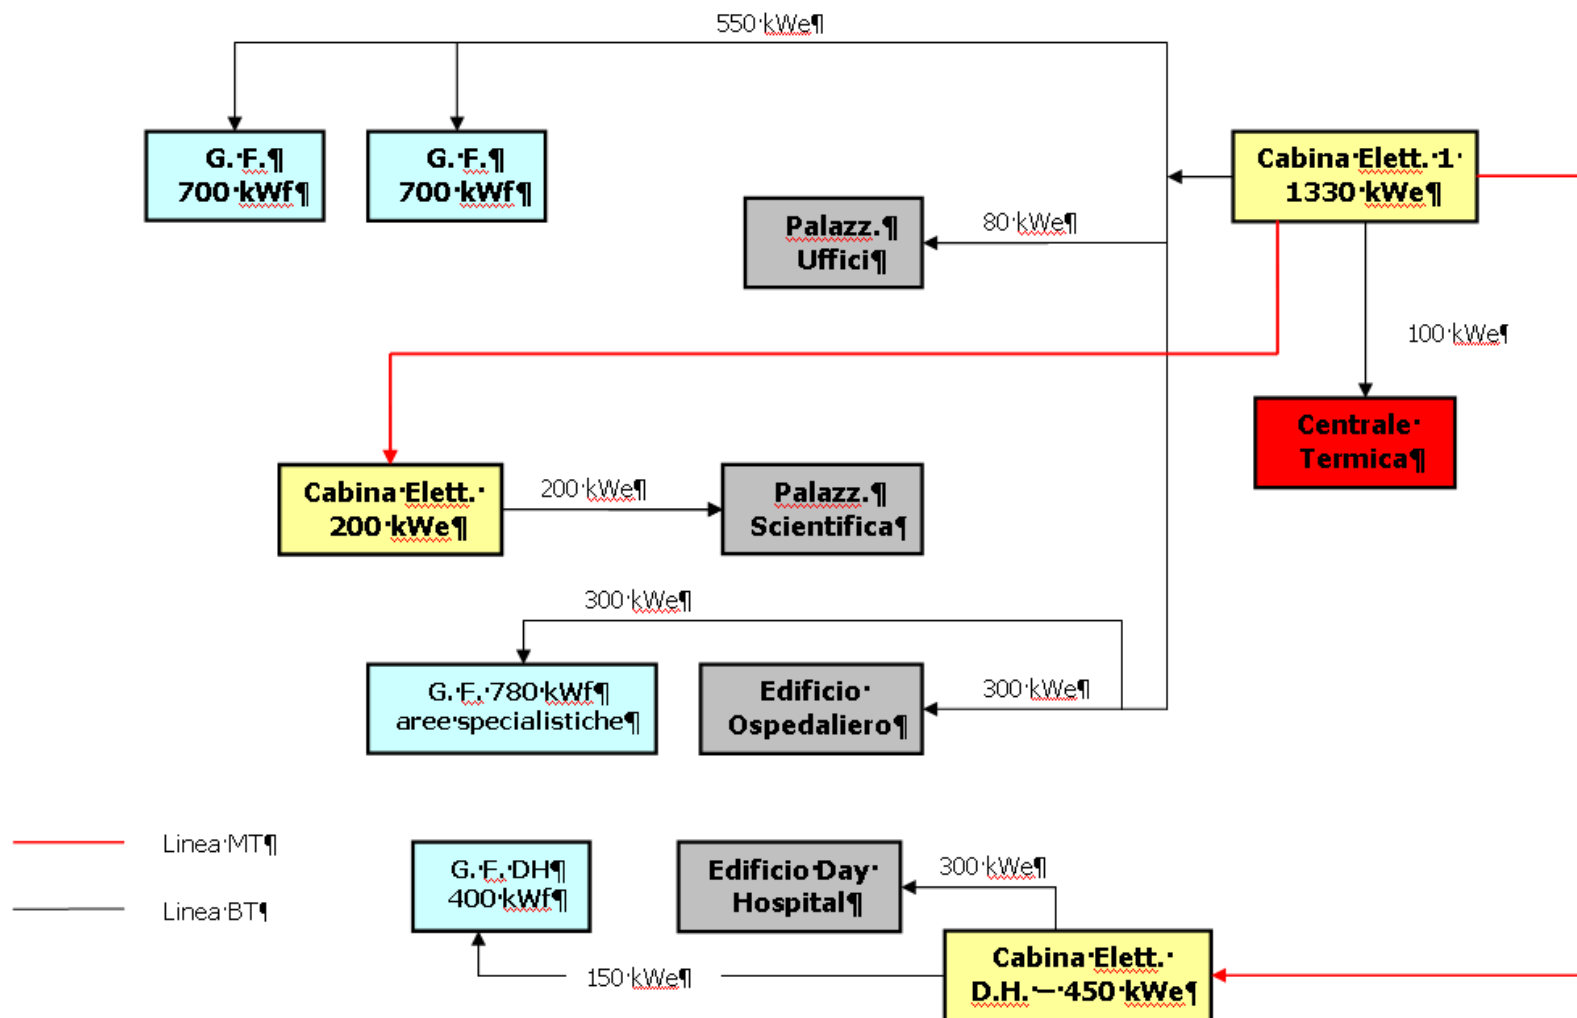 550·kWe¶
G.·F.¶
700·kWf¶
G.·F.¶
700·kWf¶
Cabina·Elett.·1·
1330·kWe¶
Palazz.¶
Uffici¶
80·kWe¶
100·kWe¶
Centrale·
Termica¶
Cabina·Elett.·
200·kWe¶
200·kWe¶
Palazz.¶
Scientifica¶
300·kWe¶
G.·F.·780·kWf¶
aree·specialistiche¶
Edificio·
Ospedaliero¶
300·kWe¶
Linea·MT¶
Linea·BT¶
G.·F.·DH¶
400·kWf¶
Edificio·Day·
Hospital¶
300·kWe¶
150·kWe¶
Cabina·Elett.·
D.H.·–·450·kWe¶